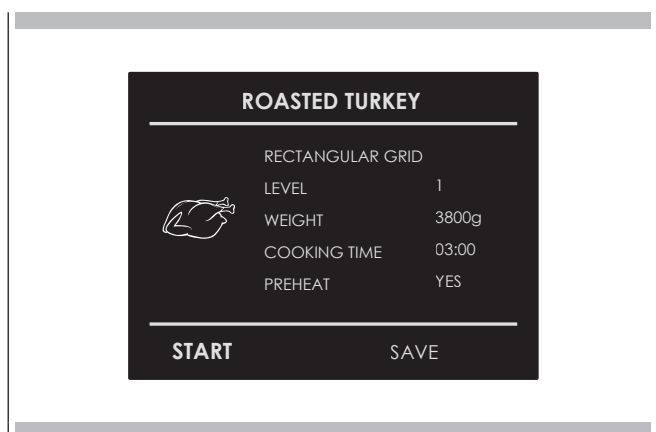 ROASTED TURKEY
RECTANGULAR GRID
LEVEL 1
WEIGHT 3800g
COOKING TIME 03:00
PREHEAT YES
START SAVE